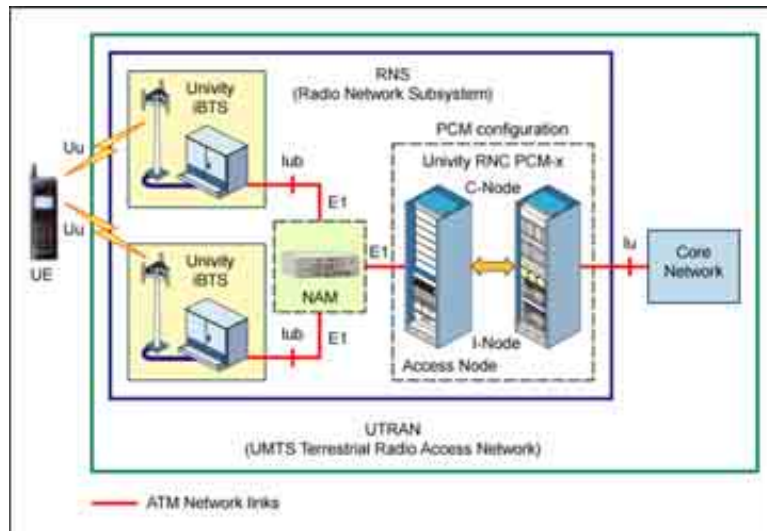 RNS
(Radio Network Subsystem)
Univity
iBTS
PCM configuration
Univity RNC PCM-x
C-Node
Uu
Iub
E1
UE
Uu
NAM
E1
Iu
Core
Network
Univity
iBTS
Iub
E1
I-Node
Access Node
UTRAN
(UMTS Terrestrial Radio Access Network)
ATM Network links